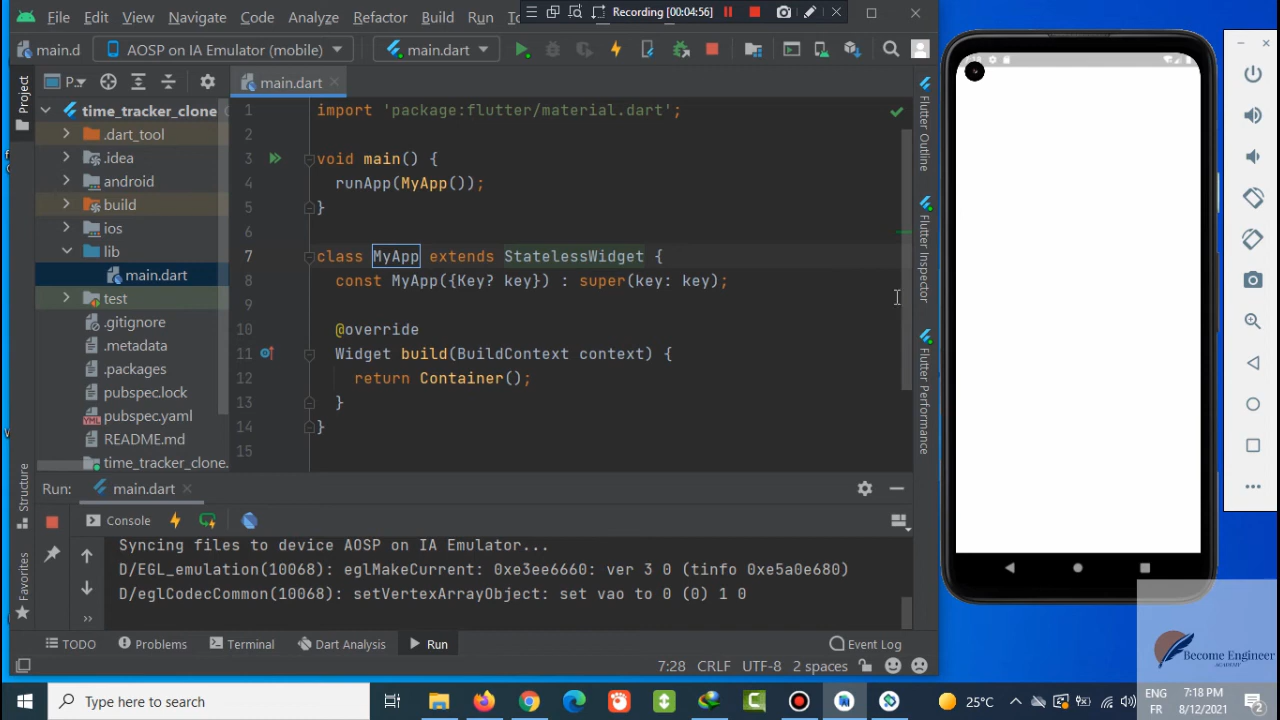 File Edit View Navigate Code Analyze Refactor Build Run
Recording [00:04:56]
main.d
AOSP on IA Emulator (mobile)
main.dart
Project
P..
main.dart
time_tracker_clone
.dart_tool
.idea
android
build
ios
lib
main.dart
test
.gitignore
.metadata
.packages
pubspec.lock
pubspec.yaml
README.md
time_tracker_clone.
1 import 'package:flutter/material.dart';
2
3 void main() {
4 runApp(MyApp());
5 }
6
7 class MyApp extends StatelessWidget {
8 const MyApp({Key? key}) : super(key: key);
9
10 @override
11 Widget build(BuildContext context) {
12 return Container();
13 }
14 }
15
Flutter Outline
Flutter Inspector
Flutter Performance
Structure
Favorites
Run: main.dart
Console
Syncing files to device AOSP on IA Emulator...
D/EGL_emulation(10068): eglMakeCurrent: 0xe3ee6660: ver 3 0 (tinfo 0xe5a0e680)
D/eglCodecCommon(10068): setVertexArrayObject: set vao to 0 (0) 1 0
TODO Problems Terminal Dart Analysis Run Event Log
7:28 CRLF UTF-8 2 spaces
Become Engineer
ACADEMY
Type here to search
25°C
ENG
FR
7:18 PM
8/12/2021
2